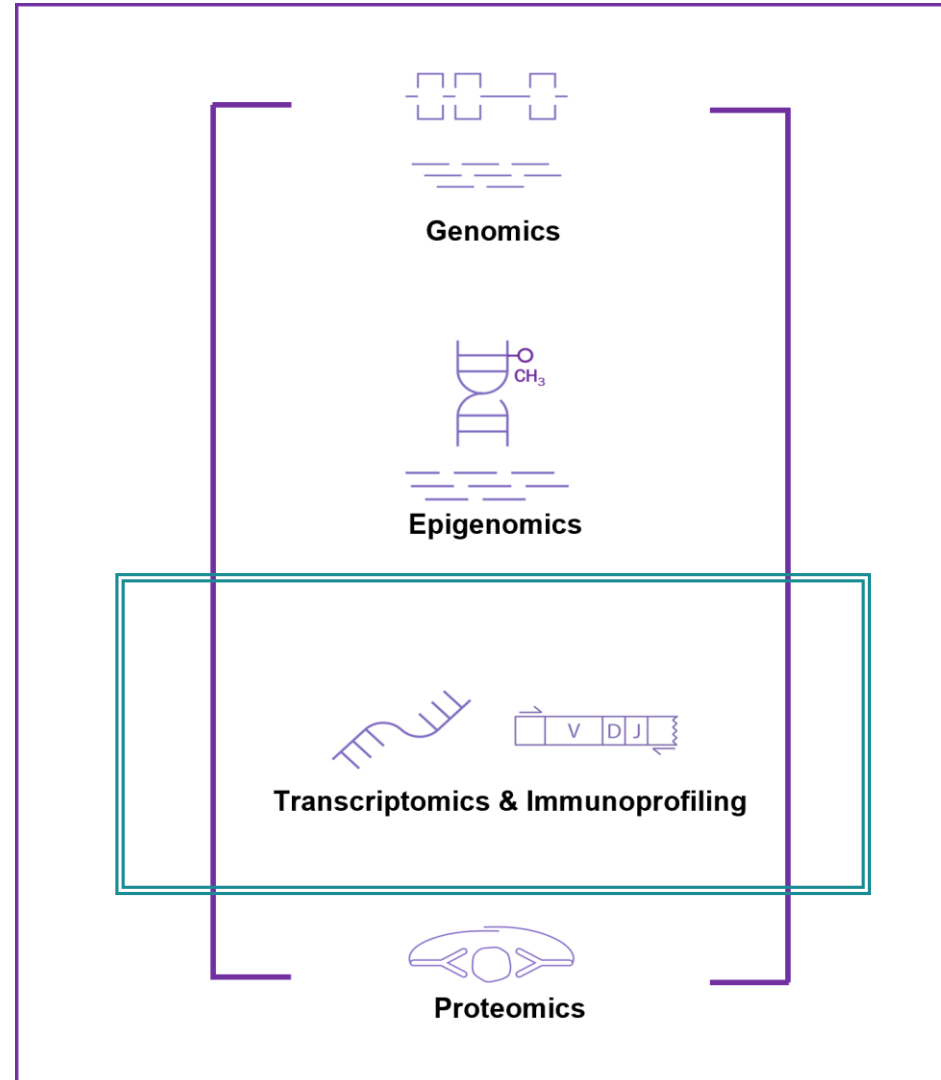 Genomics
CH₃
Epigenomics
V D J
Transcriptomics & Immunoprofiling
Proteomics